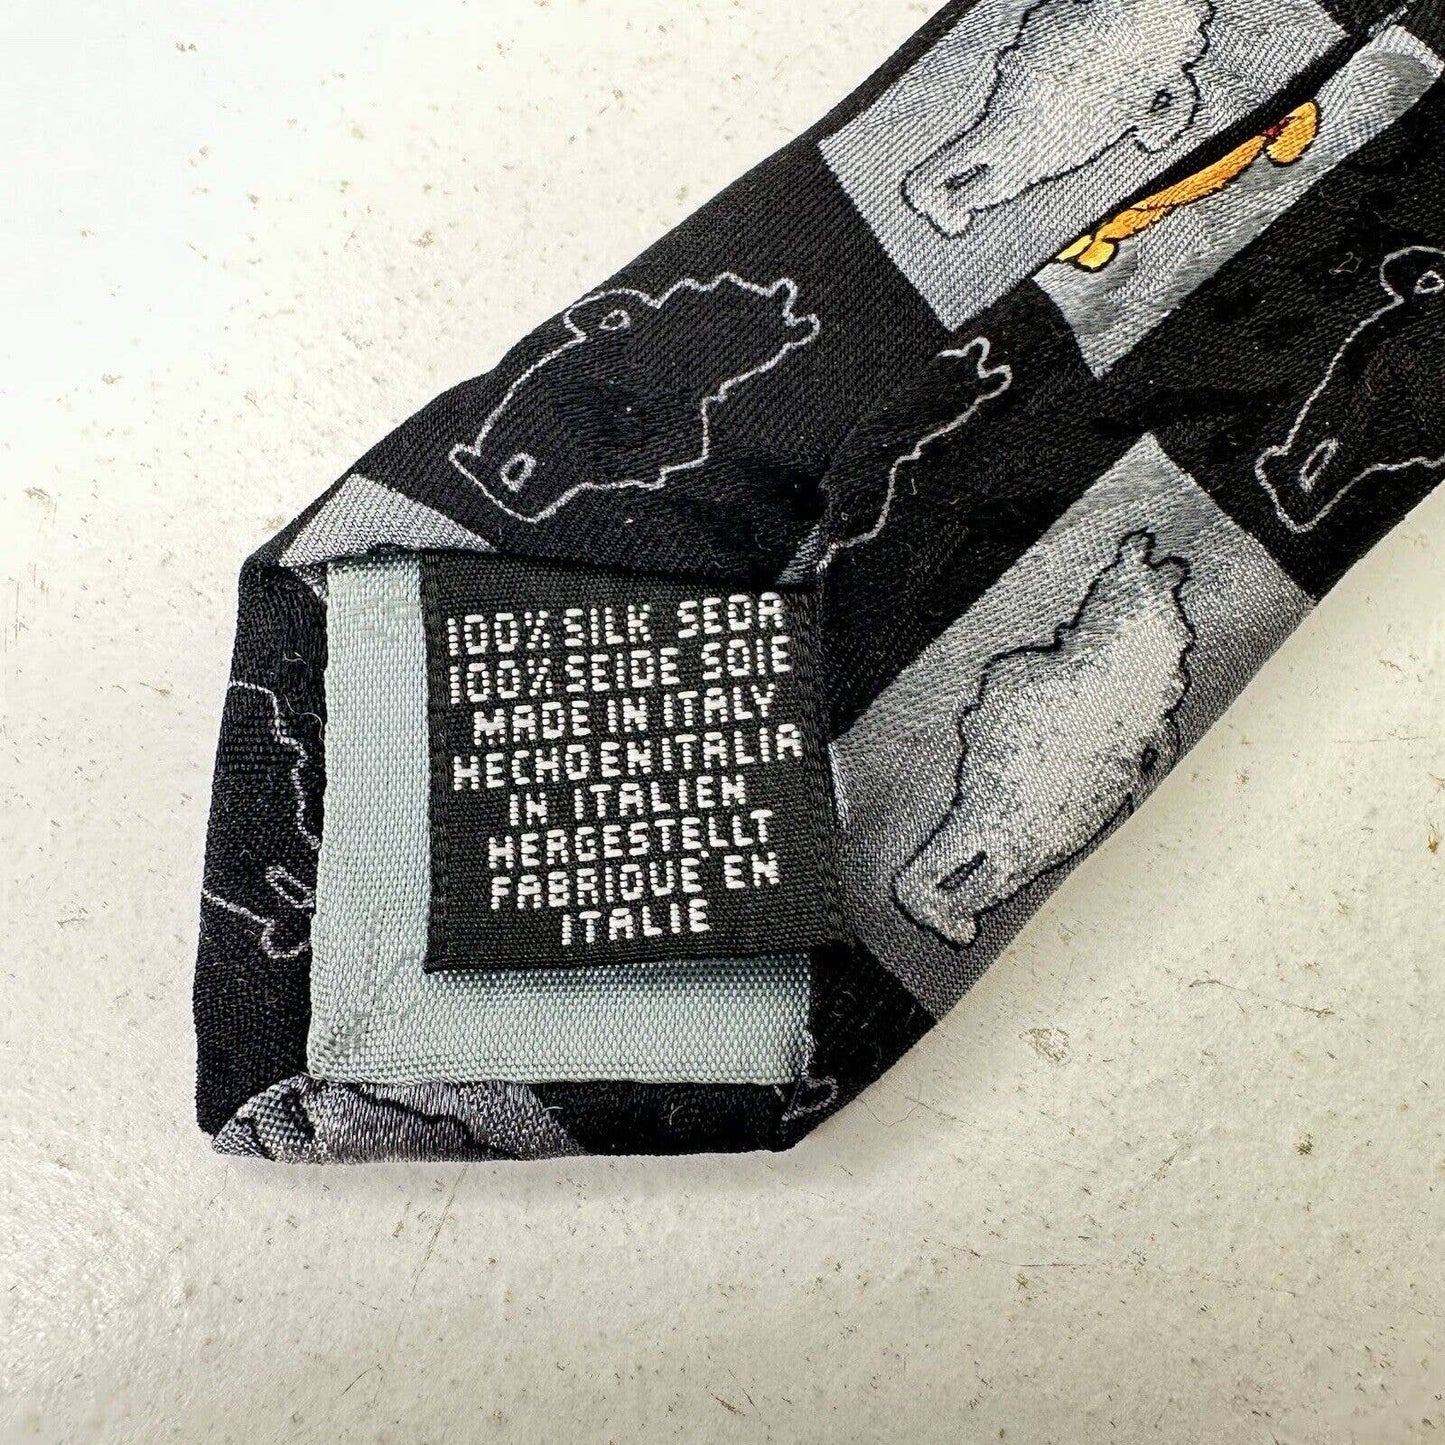 100% SILK SEDA
100% SEIDE SOIE
MADE IN ITALY
HECHO EN ITALIA
IN ITALIEN
HERGESTELLT
FABRIQUE' EN
ITALIE